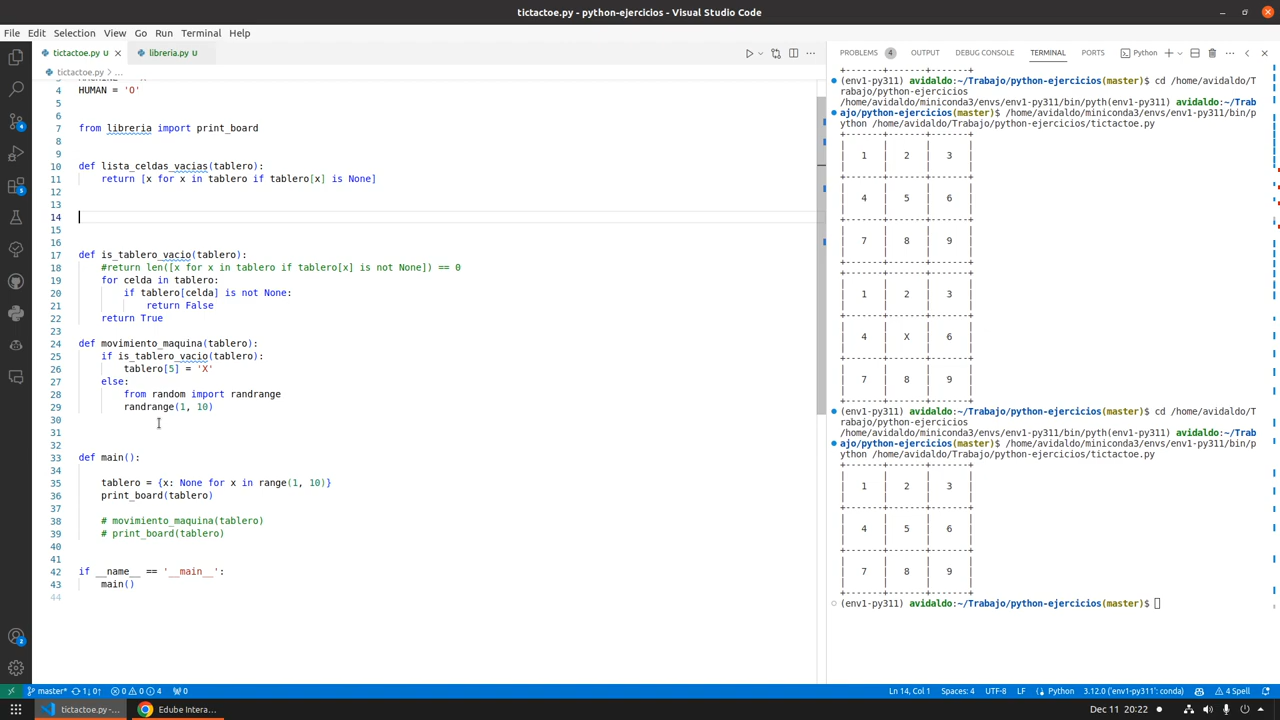 tictactoe.py - python-ejercicios - Visual Studio Code
File Edit Selection View Go Run Terminal Help
tictactoe.py U × libreria.py U
tictactoe.py > ...
4 HUMAN = 'O'
5
6
7 from libreria import print_board
8
9
10 def lista_celdas_vacias(tablero):
11 return [x for x in tablero if tablero[x] is None]
12
13
14
15
16
17 def is_tablero_vacio(tablero):
18 #return len([x for x in tablero if tablero[x] is not None]) == 0
19 for celda in tablero:
20 if tablero[celda] is not None:
21 return False
22 return True
23
24 def movimiento_maquina(tablero):
25 if is_tablero_vacio(tablero):
26 tablero[5] = 'X'
27 else:
28 from random import randrange
29 randrange(1, 10)
30
31
32
33 def main():
34
35 tablero = {x: None for x in range(1, 10)}
36 print_board(tablero)
37
38 # movimiento_maquina(tablero)
39 # print_board(tablero)
40
41
42 if __name__ == '__main__':
43 main()
44
PROBLEMS 4 OUTPUT DEBUG CONSOLE TERMINAL PORTS Python
+-------+-------+-------+
(env1-py311) avidaldo:~/Trabajo/python-ejercicios(master)$ cd /home/avidaldo/T
rabajo/python-ejercicios
/home/avidaldo/miniconda3/envs/env1-py311/bin/pyth(env1-py311) avidaldo:~/Trab
ajo/python-ejercicios(master)$ /home/avidaldo/miniconda3/envs/env1-py311/bin/p
ython /home/avidaldo/Trabajo/python-ejercicios/tictactoe.py
+-------+-------+-------+
| 1 | 2 | 3 |
+-------+-------+-------+
| 4 | 5 | 6 |
+-------+-------+-------+
| 7 | 8 | 9 |
+-------+-------+-------+
| 1 | 2 | 3 |
+-------+-------+-------+
| 4 | X | 6 |
+-------+-------+-------+
| 7 | 8 | 9 |
+-------+-------+-------+
(env1-py311) avidaldo:~/Trabajo/python-ejercicios(master)$ cd /home/avidaldo/T
rabajo/python-ejercicios
/home/avidaldo/miniconda3/envs/env1-py311/bin/pyth(env1-py311) avidaldo:~/Trab
ajo/python-ejercicios(master)$ /home/avidaldo/miniconda3/envs/env1-py311/bin/p
ython /home/avidaldo/Trabajo/python-ejercicios/tictactoe.py
+-------+-------+-------+
| 1 | 2 | 3 |
+-------+-------+-------+
| 4 | 5 | 6 |
+-------+-------+-------+
| 7 | 8 | 9 |
+-------+-------+-------+
(env1-py311) avidaldo:~/Trabajo/python-ejercicios(master)$
master* 1↓ 0↑ 0 0 4 0 Ln 14, Col 1 Spaces: 4 UTF-8 LF Python 3.12.0 ('env1-py311': conda) 4 Spell
tictactoe.py -... Edube Intera... Dec 11 20:22